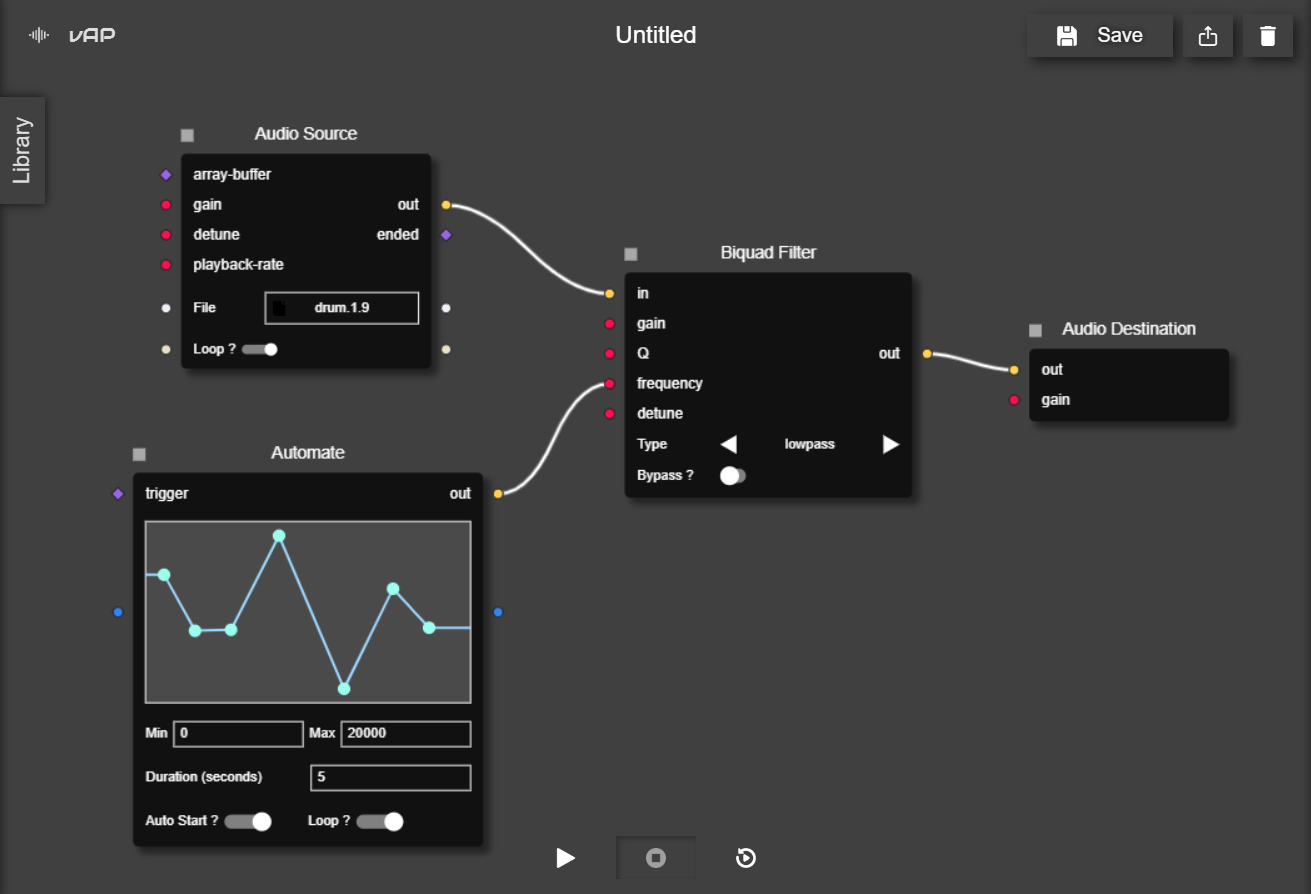 vAP
Untitled
Save
Library
Audio Source
array-buffer
gain out
detune ended
playback-rate
File drum.1.9
Loop ?
Biquad Filter
in
gain
Q out
frequency
detune
Type lowpass
Bypass ?
Audio Destination
out
gain
Automate
trigger out
Min 0 Max 20000
Duration (seconds) 5
Auto Start ? Loop ?